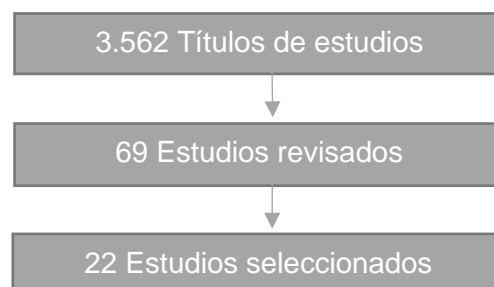 3.562 Títulos de estudios
69 Estudios revisados
22 Estudios seleccionados